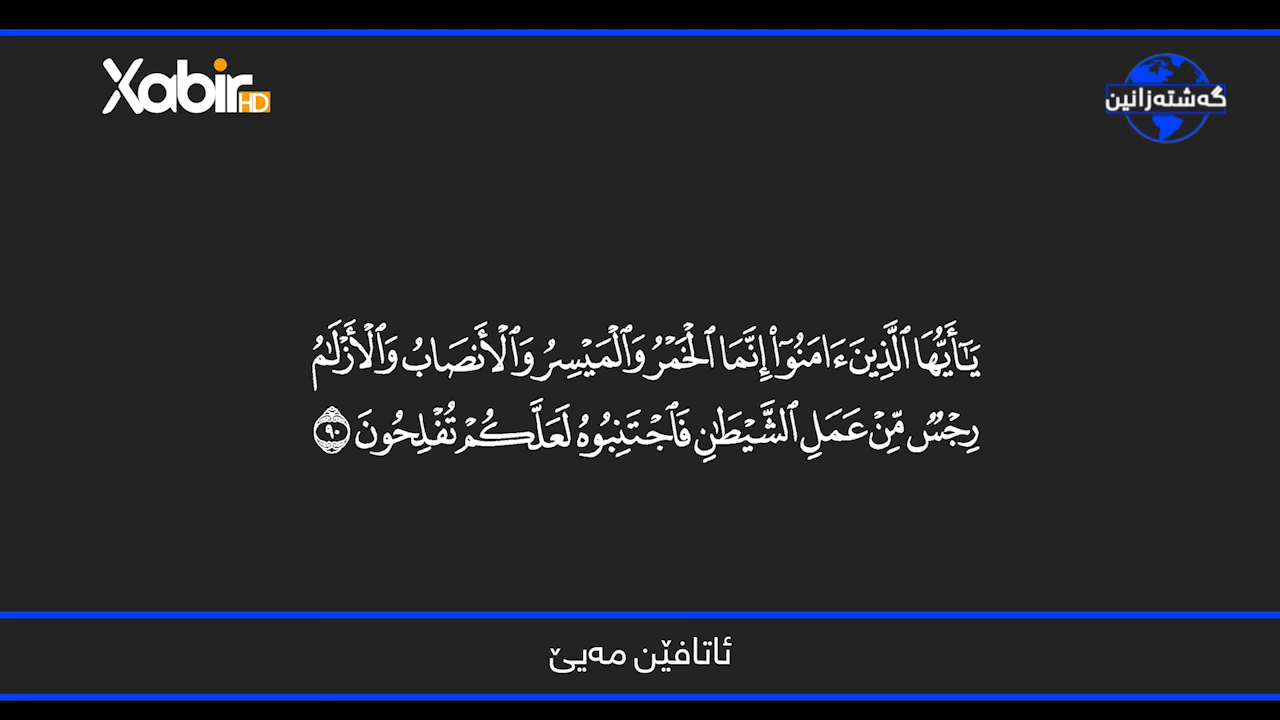 Xabir HD
گەشتەزانین
يَـٰٓأَيُّهَا ٱلَّذِينَ ءَامَنُوٓا۟ إِنَّمَا ٱلْخَمْرُ وَٱلْمَيْسِرُ وَٱلْأَنصَابُ وَٱلْأَزْلَـٰمُ
رِجْسٌ مِّنْ عَمَلِ ٱلشَّيْطَـٰنِ فَٱجْتَنِبُوهُ لَعَلَّكُمْ تُفْلِحُونَ ٩٠
ئاتافێن مەیێ